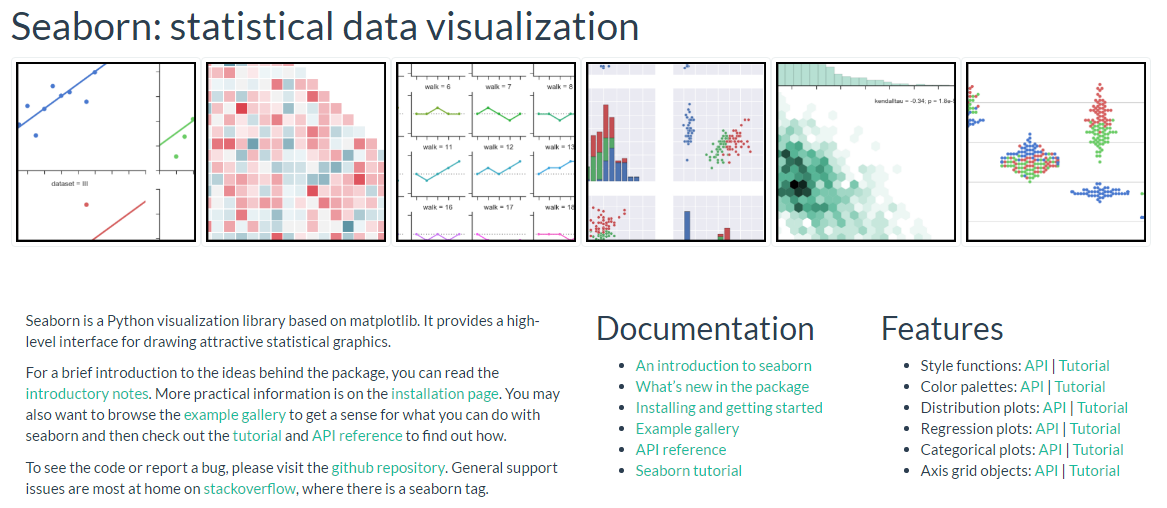 Seaborn: statistical data visualization
dataset = III
walk = 6
walk = 7
walk = 8
walk = 11
walk = 12
walk = 13
walk = 16
walk = 17
walk = 18
kendalltau = -0.34; p = 1.8e-
Seaborn is a Python visualization library based on matplotlib. It provides a high-
level interface for drawing attractive statistical graphics.
For a brief introduction to the ideas behind the package, you can read the
introductory notes. More practical information is on the installation page. You may
also want to browse the example gallery to get a sense for what you can do with
seaborn and then check out the tutorial and API reference to find out how.
To see the code or report a bug, please visit the github repository. General support
issues are most at home on stackoverflow, where there is a seaborn tag.
Documentation
• An introduction to seaborn
• What's new in the package
• Installing and getting started
• Example gallery
• API reference
• Seaborn tutorial
Features
• Style functions: API | Tutorial
• Color palettes: API | Tutorial
• Distribution plots: API | Tutorial
• Regression plots: API | Tutorial
• Categorical plots: API | Tutorial
• Axis grid objects: API | Tutorial